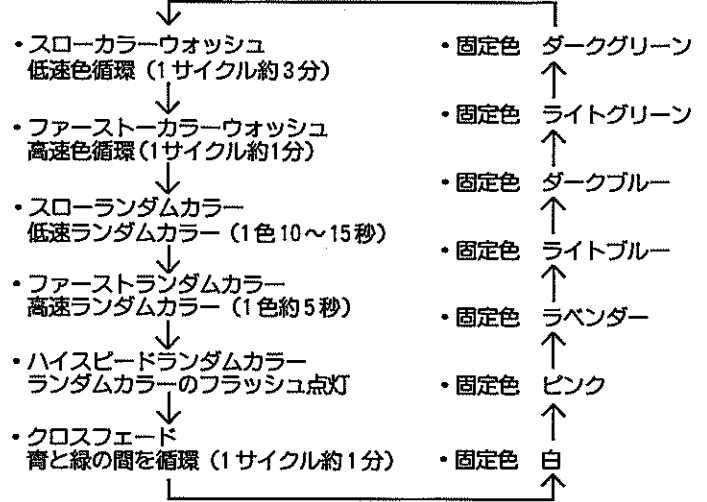 ・スローカラーウォッシュ
低速色循環（1サイクル約3分）
・ファーストーカラーウォッシュ
高速色循環（1サイクル約1分）
・スローランダムカラー
低速ランダムカラー（1色10～15秒）
・ファーストランダムカラー
高速ランダムカラー（1色約5秒）
・ハイスピードランダムカラー
ランダムカラーのフラッシュ点灯
・クロスフェード
青と緑の間を循環（1サイクル約1分）
・固定色 ダークグリーン
・固定色 ライトグリーン
・固定色 ダークブルー
・固定色 ライトブルー
・固定色 ラベンダー
・固定色 ピンク
・固定色 白